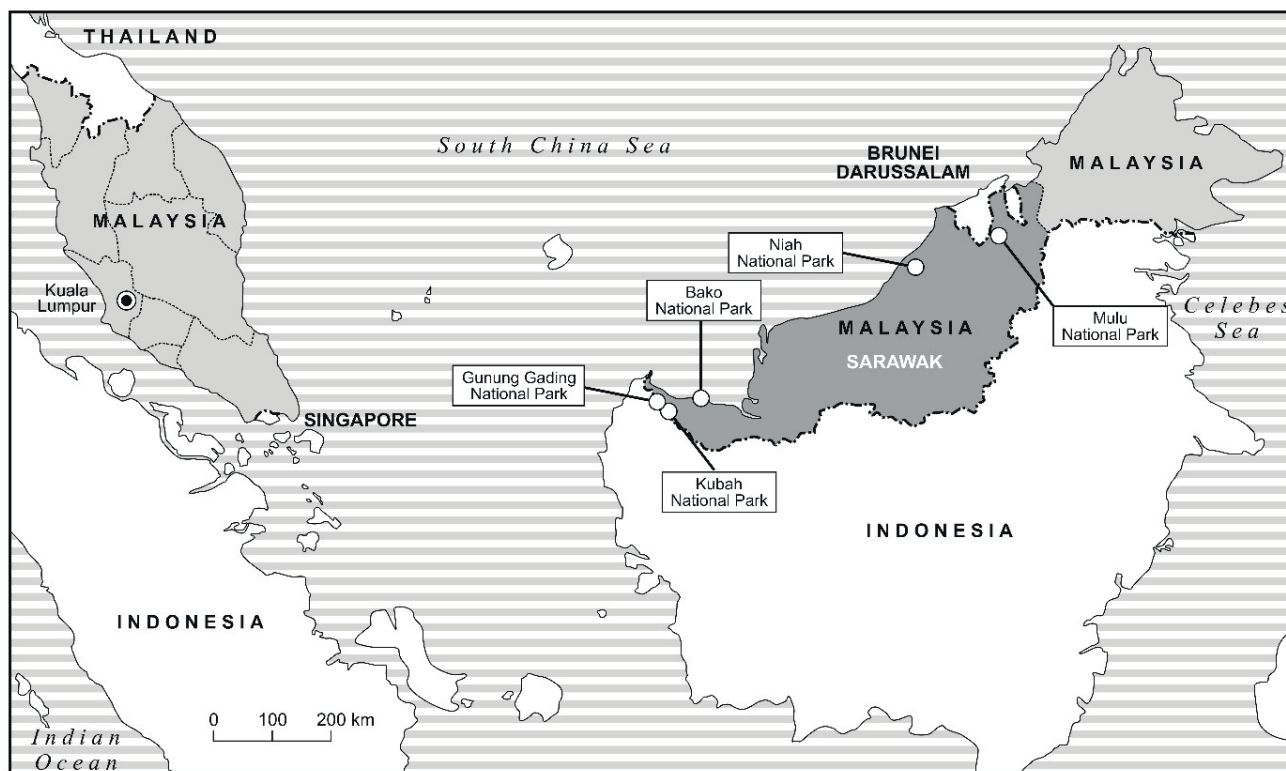 THAILAND
South China Sea
BRUNEI
DARUSSALAM
MALAYSIA
MALAYSIA
Niah
National Park
Kuala
Lumpur
Bako
National Park
MALAYSIA
SARAWAK
Mulu
National Park
Celebes
Sea
Gunung Gading
National Park
SINGAPORE
Kubah
National Park
INDONESIA
INDONESIA
0 100 200 km
Indian
Ocean